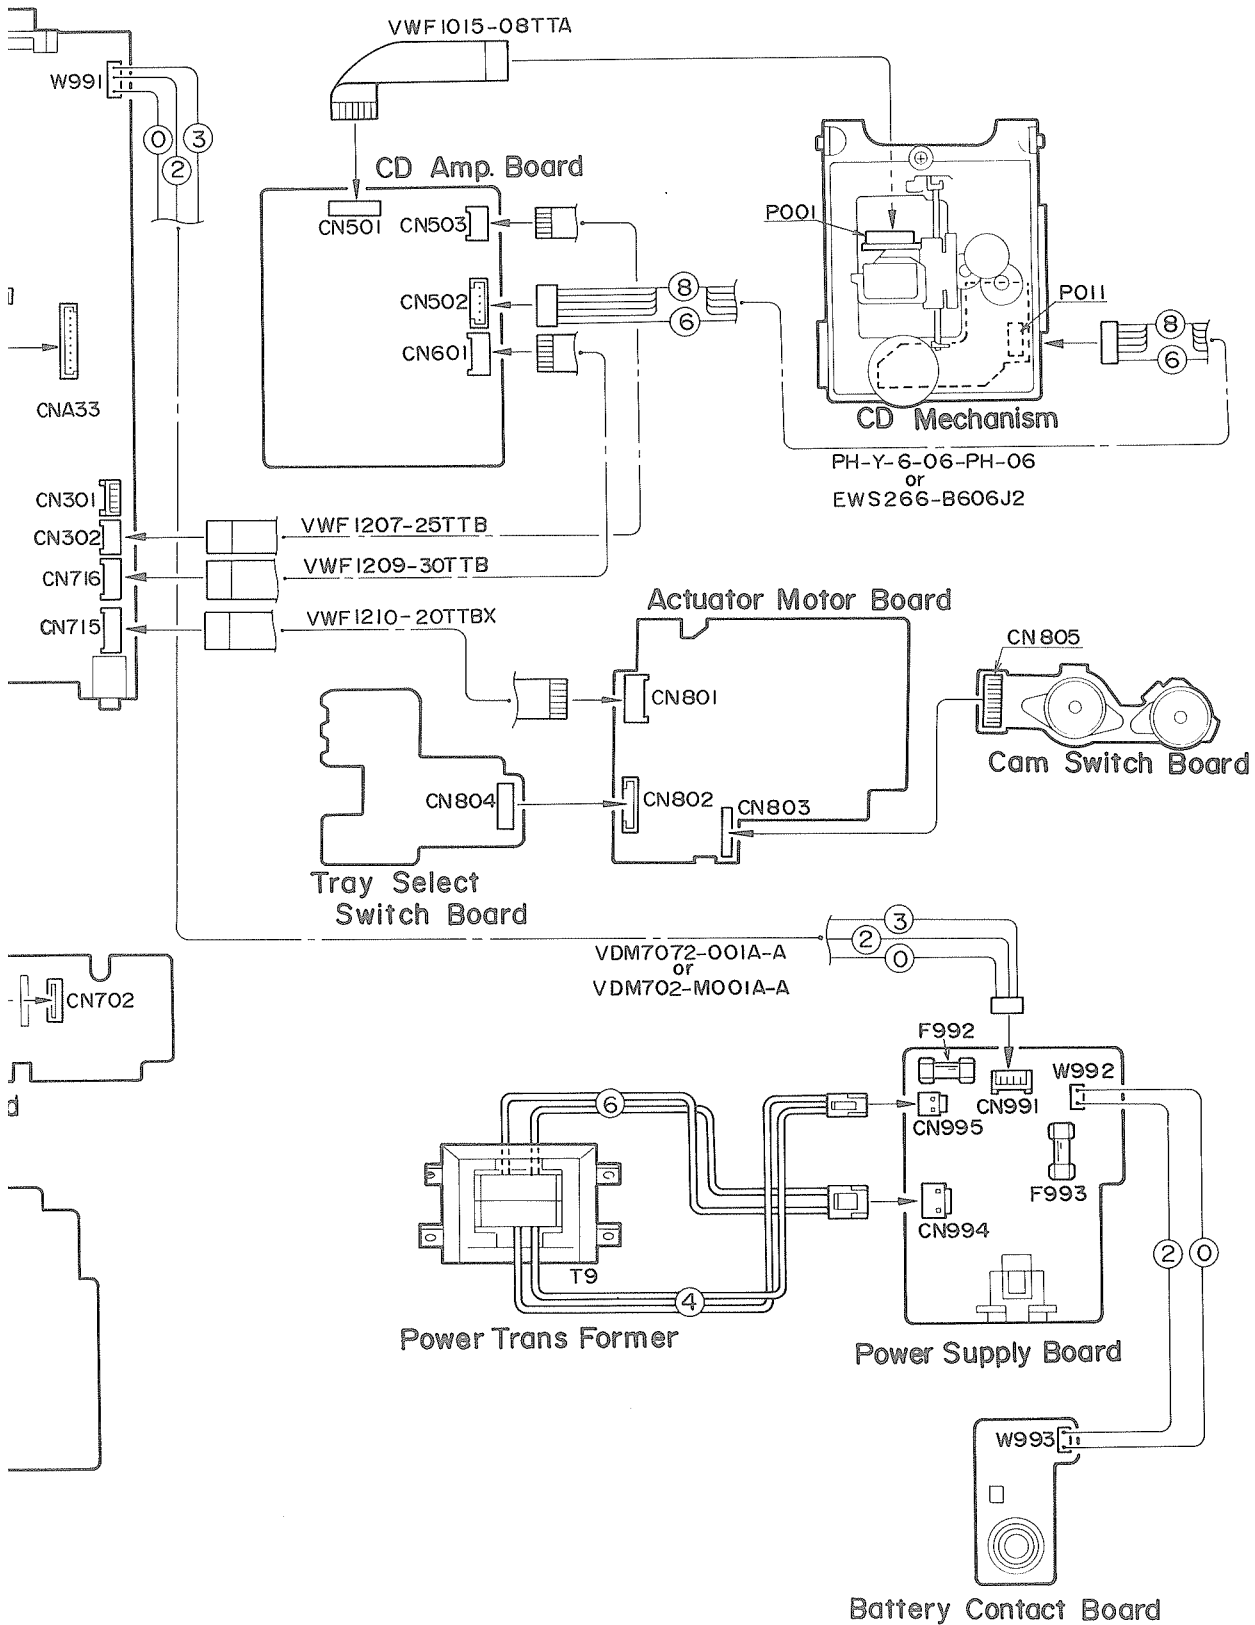 VWF1015-08TTA
W991
0
3
2
CD Amp. Board
CN501
CN503
P001
CN502
8
6
P011
CN601
8
6
CNA33
CD Mechanism
PH-Y-6-06-PH-06
or
EWS266-B606J2
CN301
CN302
VWF1207-25TTB
CN716
VWF1209-30TTB
CN715
VWF1210-20TTBX
Actuator Motor Board
CN805
CN801
Cam Switch Board
CN804
CN802
CN803
Tray Select
Switch Board
3
2
0
VDM7072-001A-A
or
VDM702-M001A-A
CN702
F992
W992
CN991
CN995
d
6
F993
CN994
2
0
T9
4
Power Trans Former
Power Supply Board
W993
Battery Contact Board